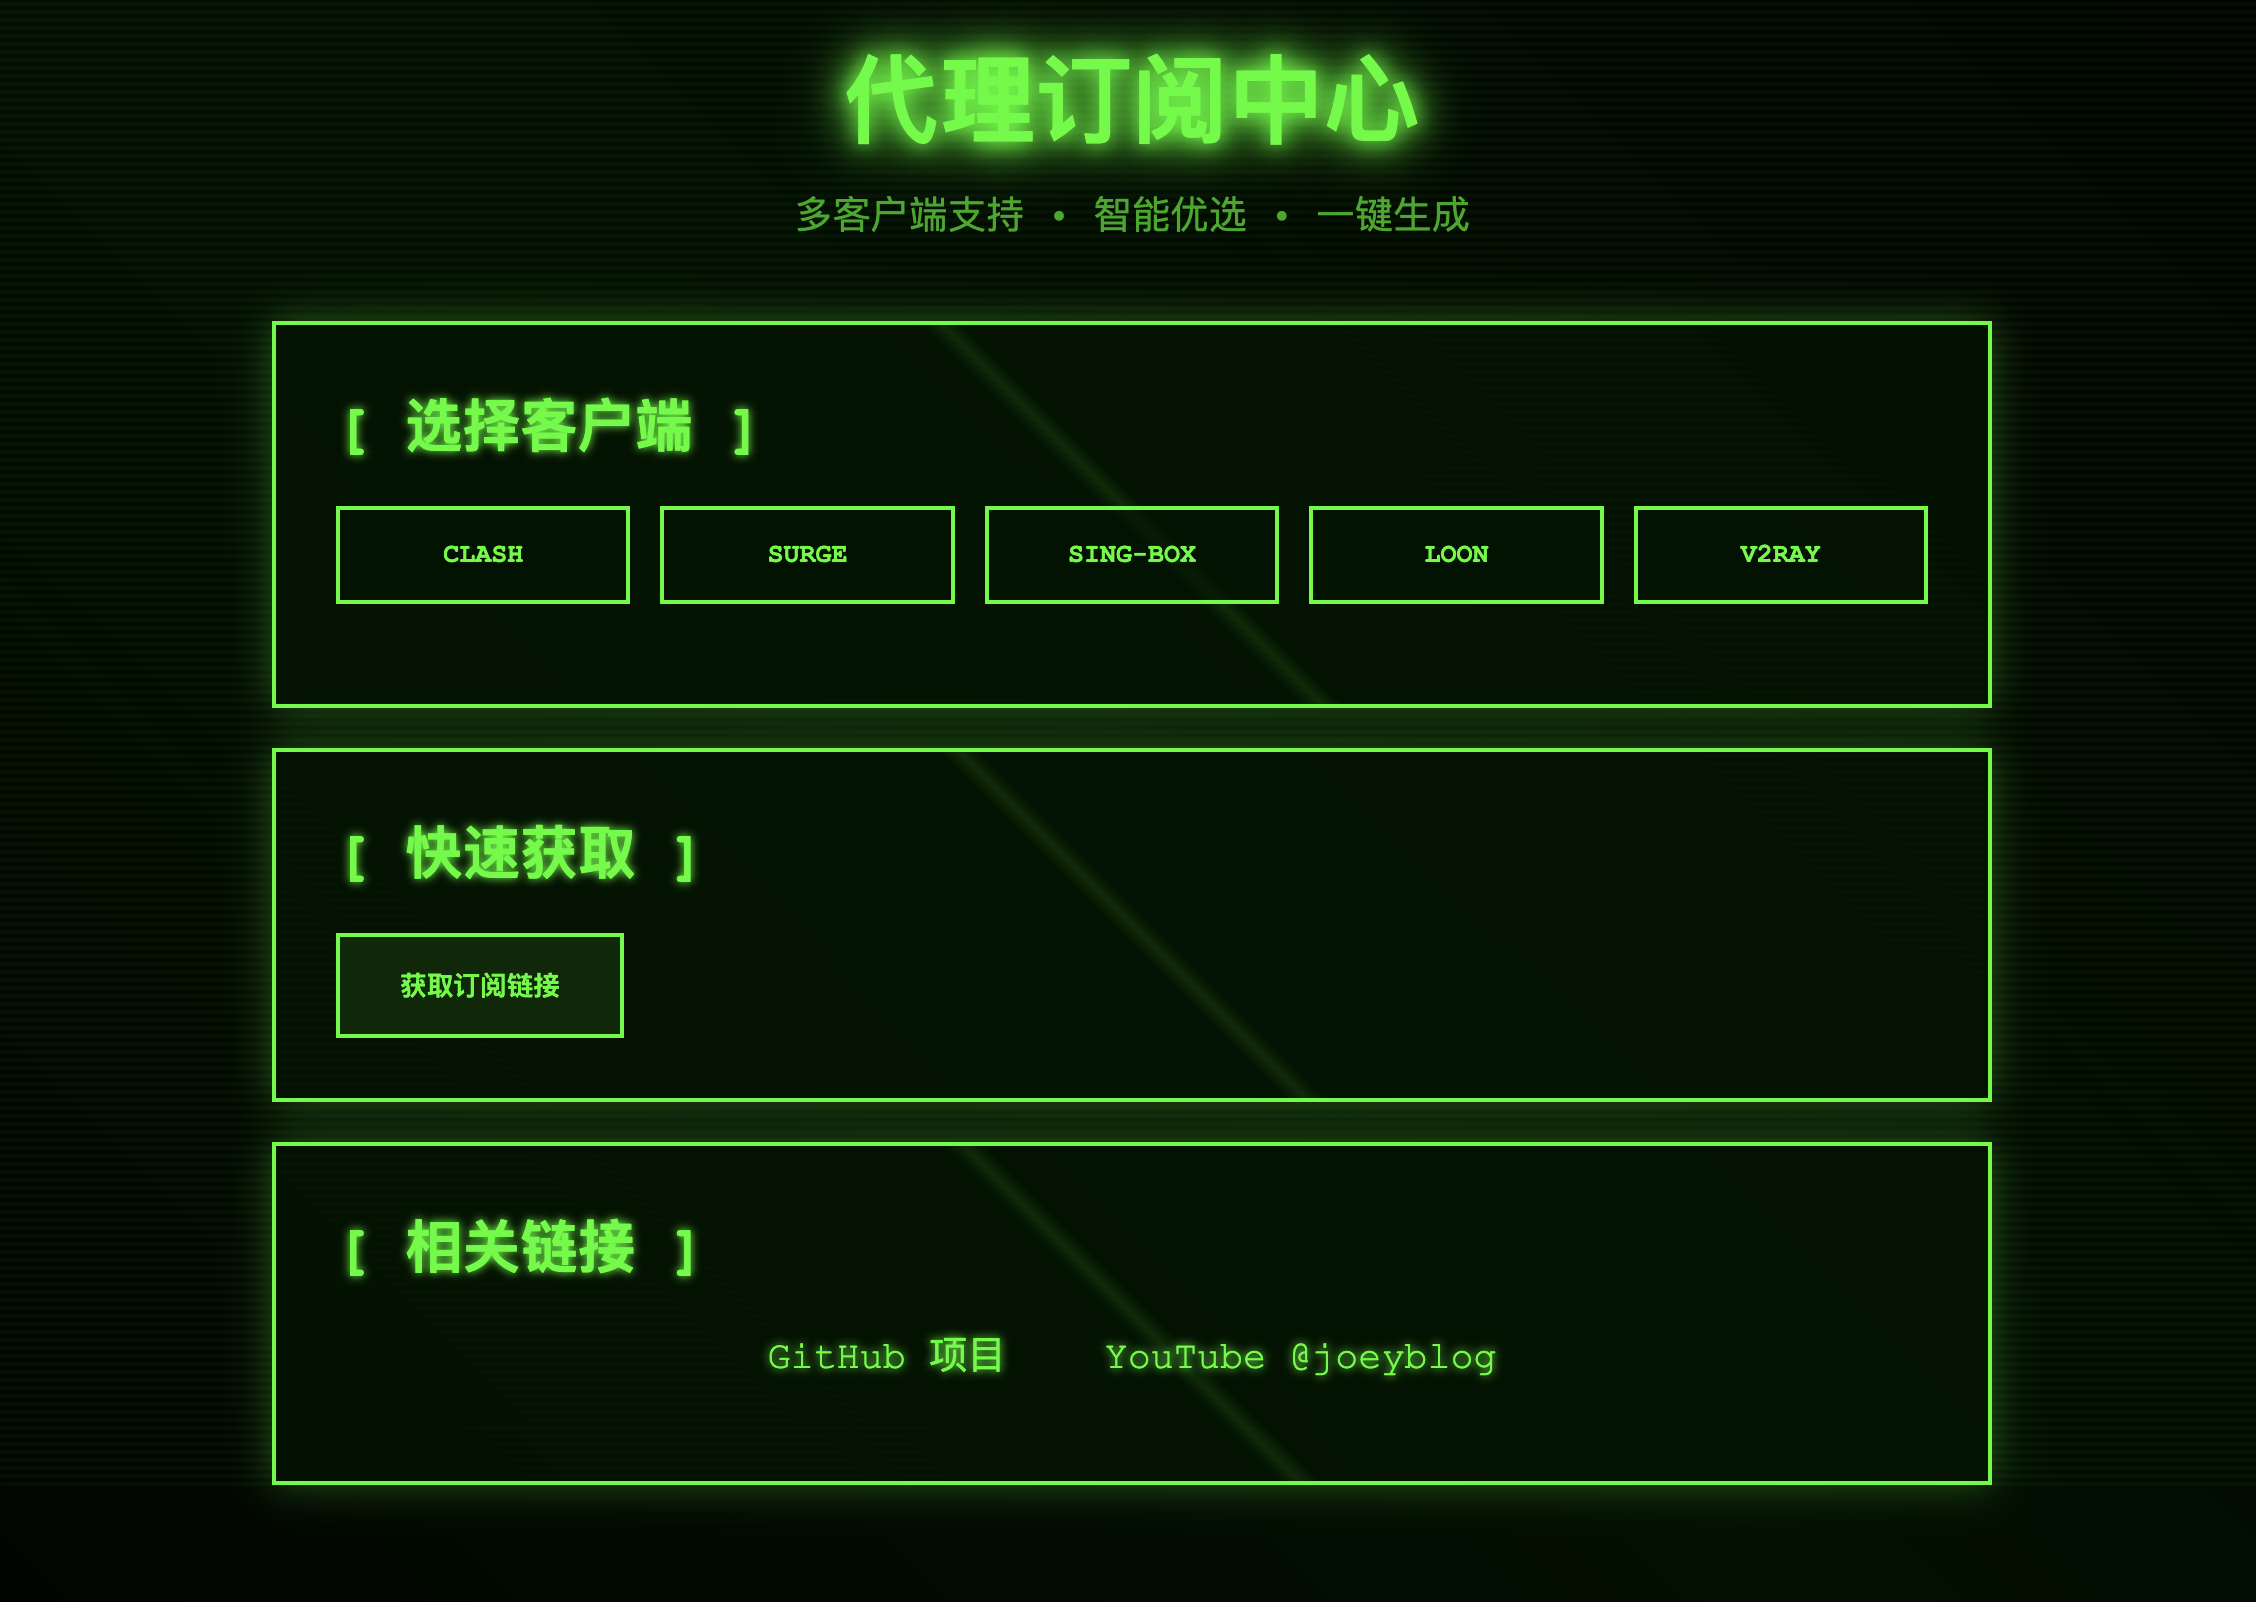 代理订阅中心
多客户端支持 • 智能优选 • 一键生成
[ 选择客户端 ]
CLASH SURGE SING-BOX LOON V2RAY
[ 快速获取 ]
获取订阅链接
[ 相关链接 ]
GitHub 项目 YouTube @joeyblog